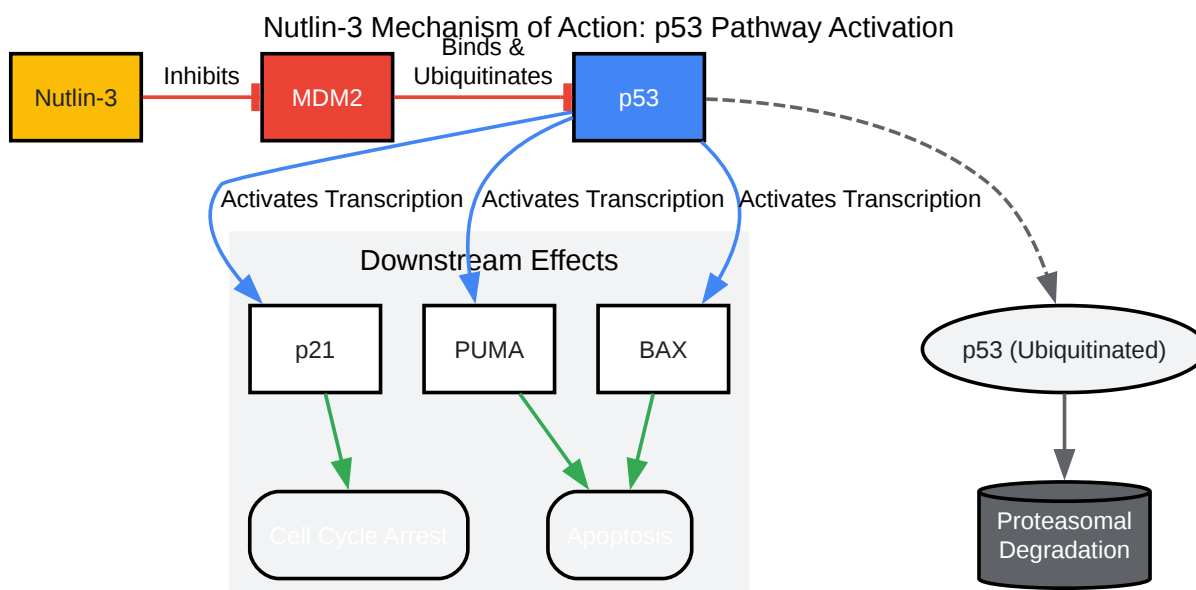 Nutlin-3 Mechanism of Action: p53 Pathway Activation
Nutlin-3
Inhibits
MDM2
Binds &
Ubiquitinates
p53
Activates Transcription
Activates Transcription
Activates Transcription
Downstream Effects
p21
PUMA
BAX
p53 (Ubiquitinated)
Cell Cycle Arrest
Apoptosis
Proteasomal
Degradation